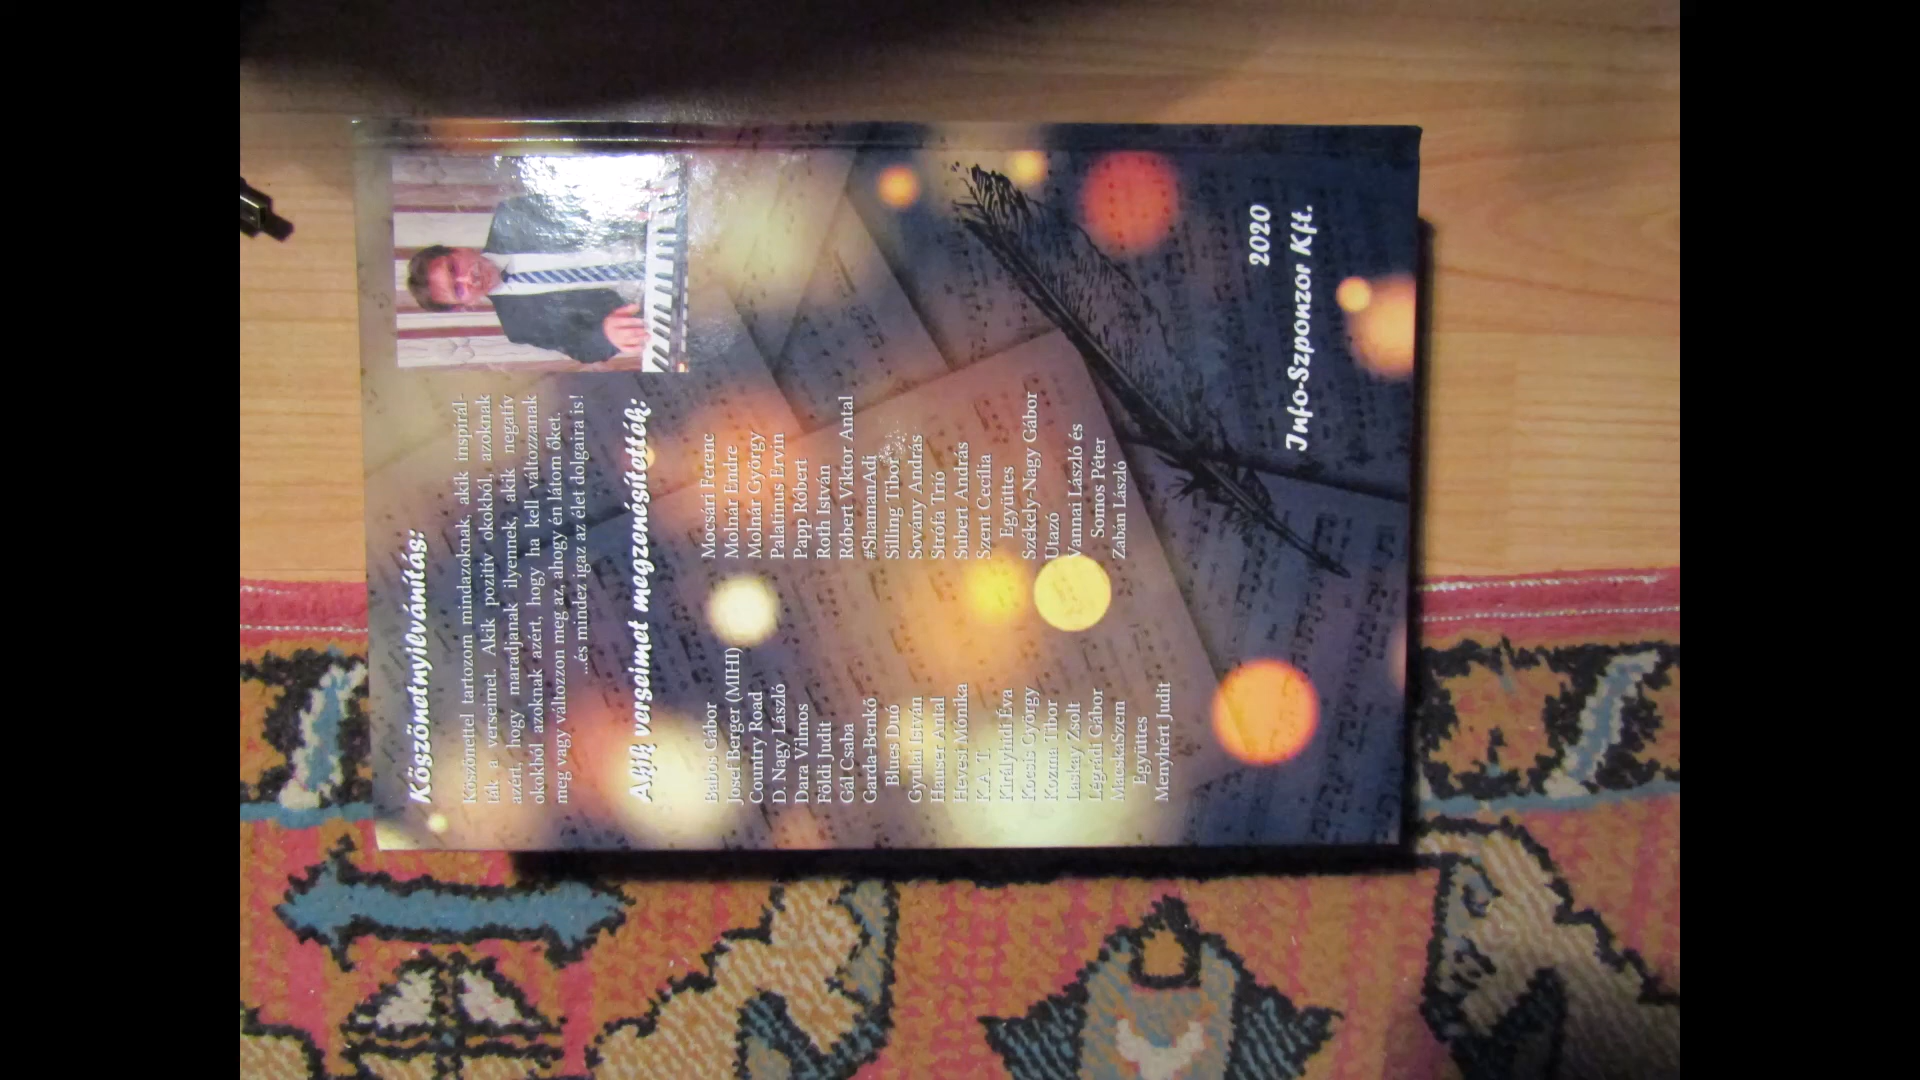 Köszönetnyilvánítás:
Köszönettel tartozom mindazoknak, akik inspirál-
ták a verseimet. Akik pozitív okokból, azoknak
azért, hogy maradjanak ilyennek, akik negatív
okokból azoknak azért, hogy ha kell változzanak
meg vagy változzon meg az, ahogy én látom őket.
...és mindez igaz az élet dolgaira is!
Akik verseimet megzenésítették:
Babos Gábor
Josef Berger (MIHI)
Country Road
D. Nagy László
Dara Vilmos
Földi Judit
Gál Csaba
Garda-Benkő
Blues Duó
Gyulai István
Hauser Antal
Heves Mónika
K.A.T.
Királyhidi Éva
Kocsis György
Kozma Tibor
Laskay Zsolt
Légrádi Gábor
MacskaSzem
Együttes
Menyhért Judit
Mocsári Ferenc
Molnár Endre
Molnár György
Palatinus Ervin
Papp Róbert
Roth István
Róbert Viktor Antal
#ShamanAdi
Silling Tibor
Sovány András
Strófa Trió
Subert András
Szent Cecília
Együttes
Székely-Nagy Gábor
Utazó
Vannai László és
Somos Péter
Zabán László
2020
Info-Szponzor Kft.